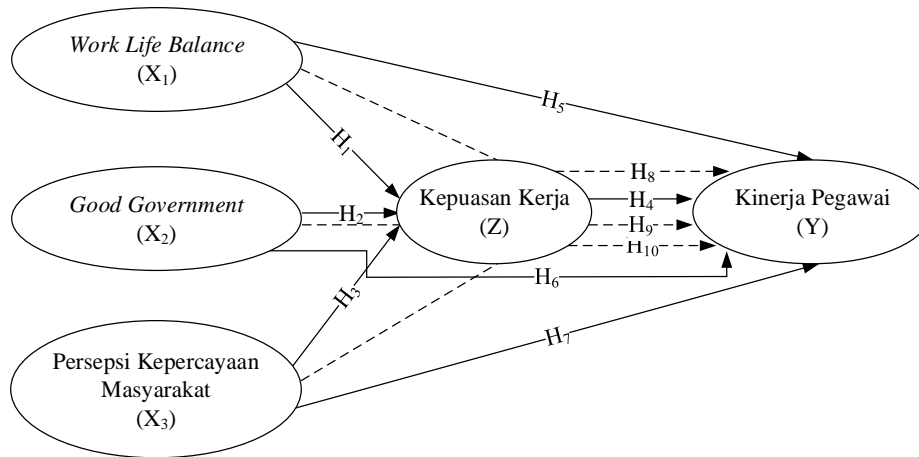 Work Life Balance
(X₁)
H₅
H₁
H₈
Good Government
(X₂)
H₂
Kepuasan Kerja
(Z)
H₄
H₉
H₁₀
Kinerja Pegawai
(Y)
H₃
H₆
H₇
Persepsi Kepercayaan
Masyarakat
(X₃)